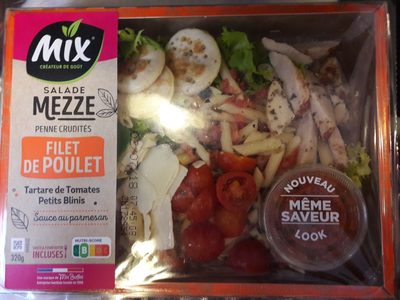 MIX
CRÉATEUR DE GOÛT
SALADE
MEZZE
PENNE CRUDITÉS
FILET
DE POULET
Tartare de Tomates
Petits Blinis
Sauce au parmesan
320g
INCLUSES
NUTRI-SCORE
NOUVEAU
MÊME
SAVEUR
LOOK